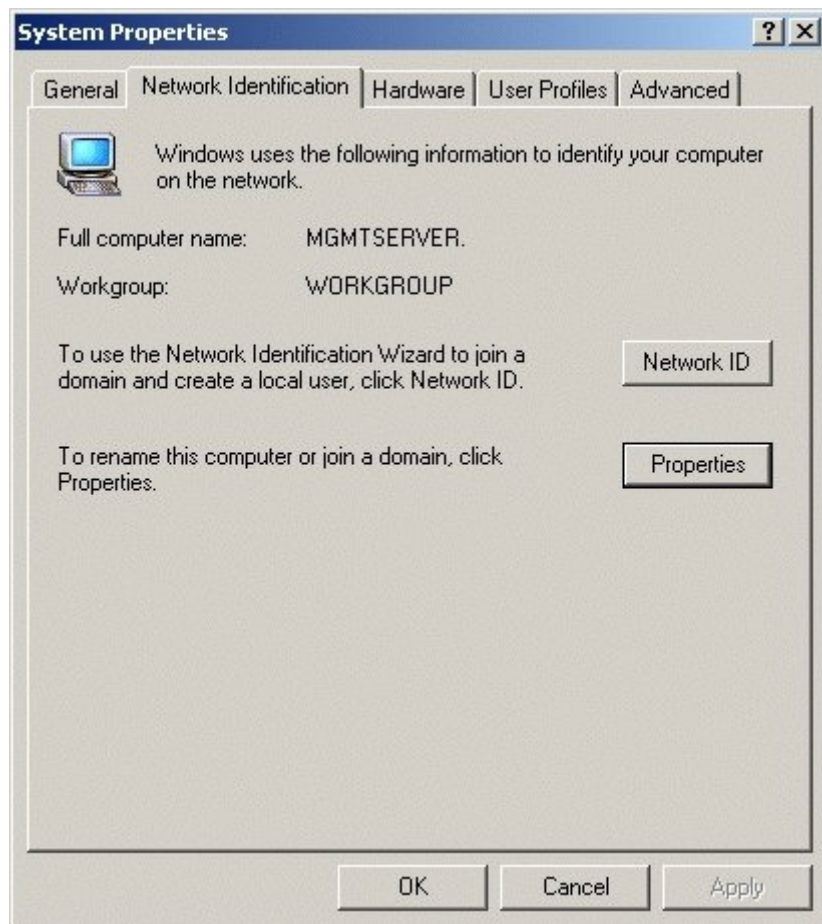 System Properties
General Network Identification Hardware User Profiles Advanced
Windows uses the following information to identify your computer
on the network.
Full computer name: MGMTSERVER.
Workgroup: WORKGROUP
To use the Network Identification Wizard to join a
domain and create a local user, click Network ID.
Network ID
To rename this computer or join a domain, click
Properties.
Properties
OK Cancel Apply